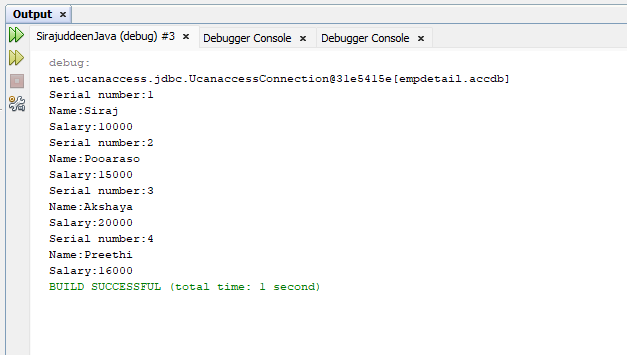 Output
SirajuddeenJava (debug) #3
Debugger Console
Debugger Console
debug:
net.ucanaccess.jdbc.UcanaccessConnection@31e5415e[empdetail.accdb]
Serial number:1
Name:Siraj
Salary:10000
Serial number:2
Name:Pooaraso
Salary:15000
Serial number:3
Name:Akshaya
Salary:20000
Serial number:4
Name:Preethi
Salary:16000
BUILD SUCCESSFUL (total time: 1 second)